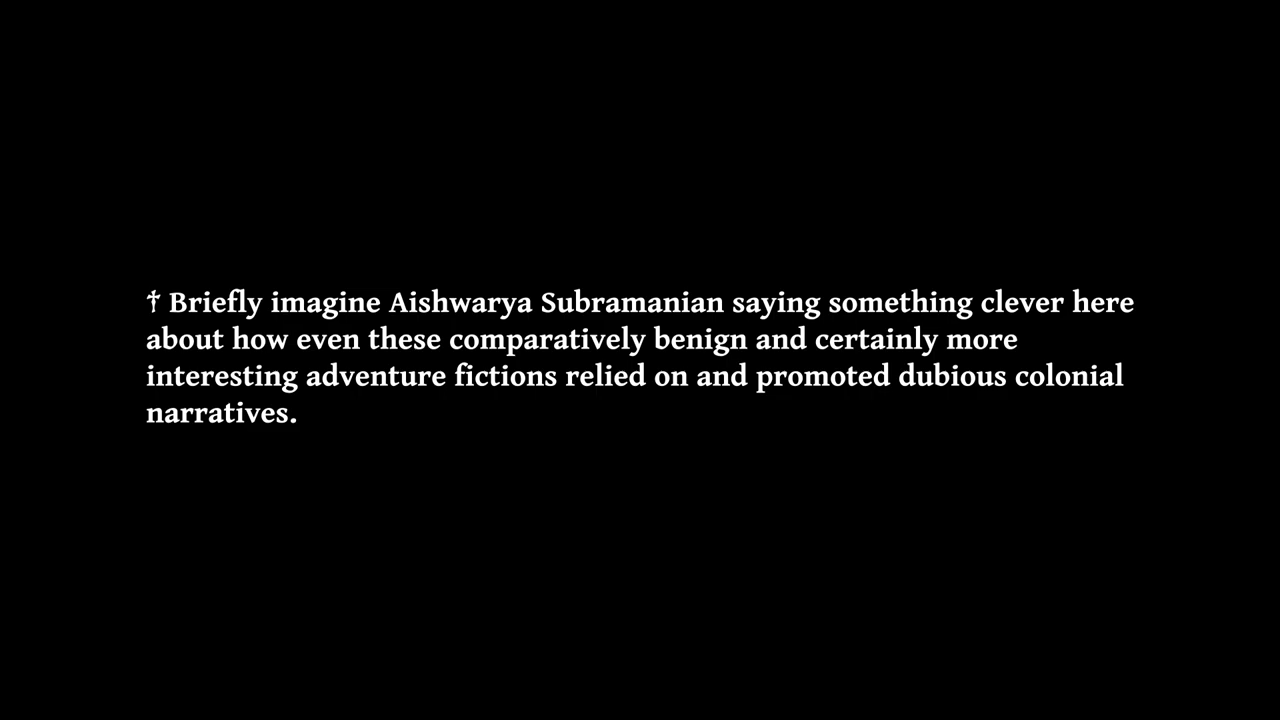 † Briefly imagine Aishwarya Subramanian saying something clever here
about how even these comparatively benign and certainly more
interesting adventure fictions relied on and promoted dubious colonial
narratives.